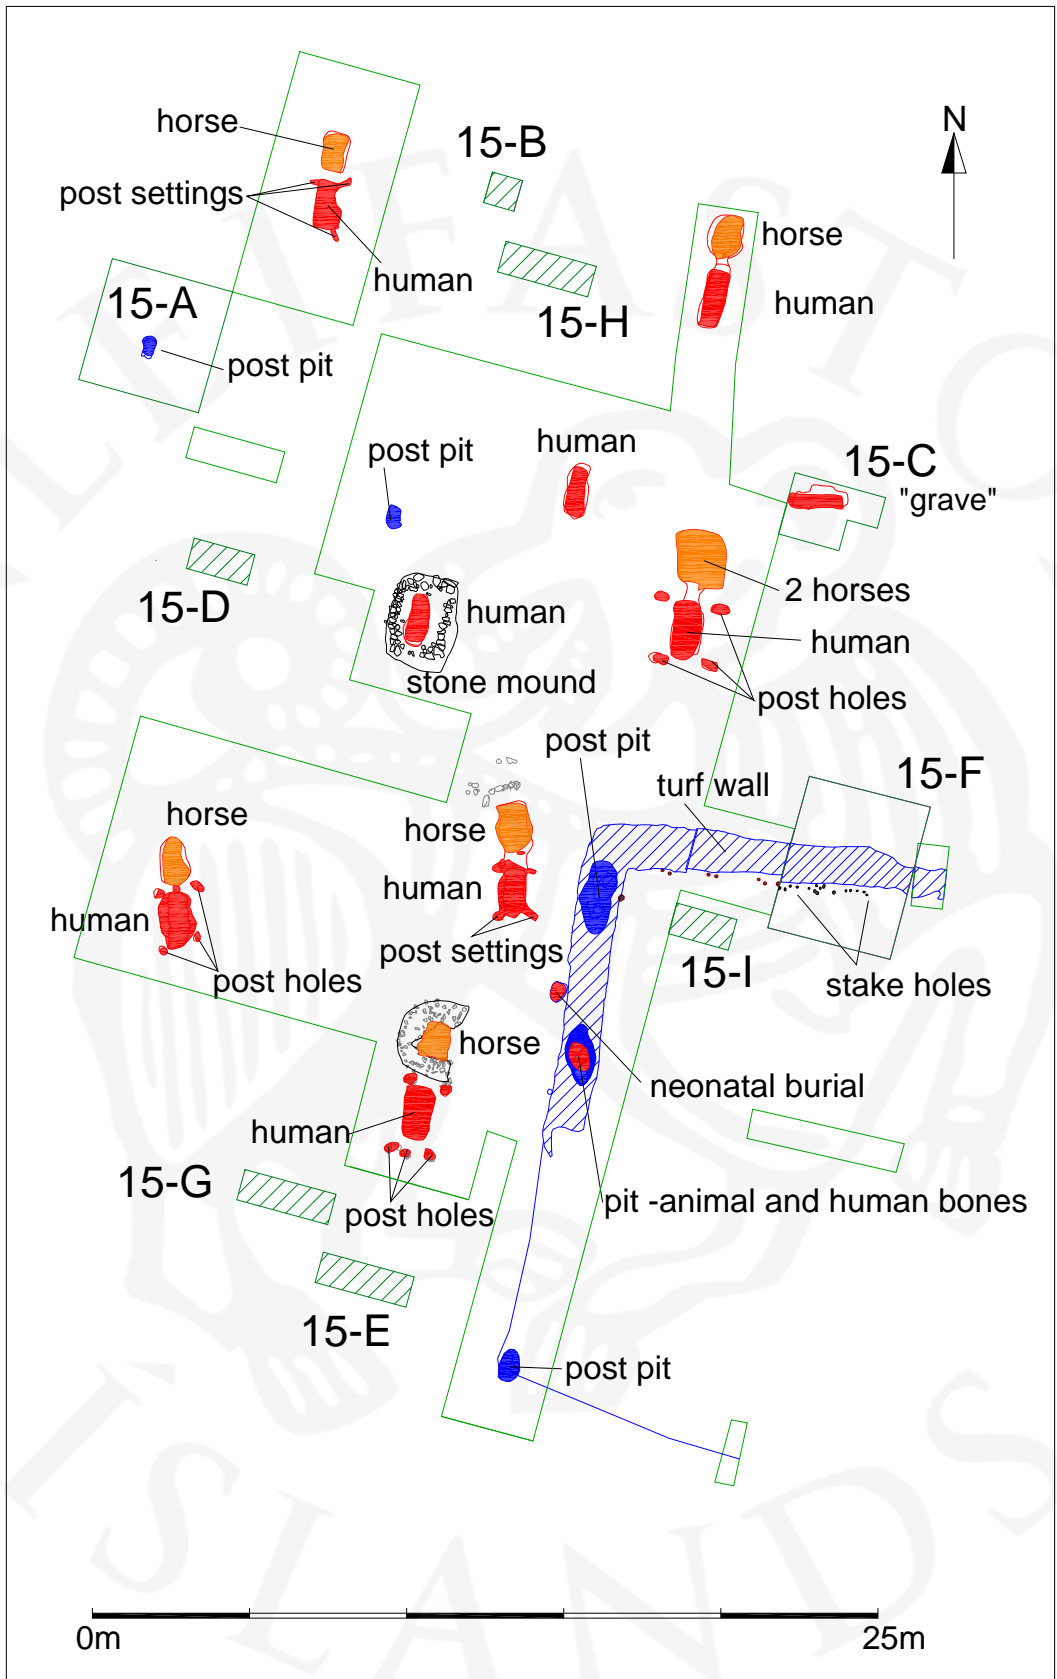 horse
15-B
N
post settings
horse
human
15-A
human
15-H
post pit
human
post pit
15-C
"grave"
2 horses
15-D
human
human
stone mound
post holes
post pit
15-F
turf wall
horse
horse
human
human
post settings
post holes
15-I
stake holes
horse
neonatal burial
human
15-G
pit -animal and human bones
post holes
15-E
post pit
0m
25m
FORNLEIFASTOFNUN
ÍSLANDS